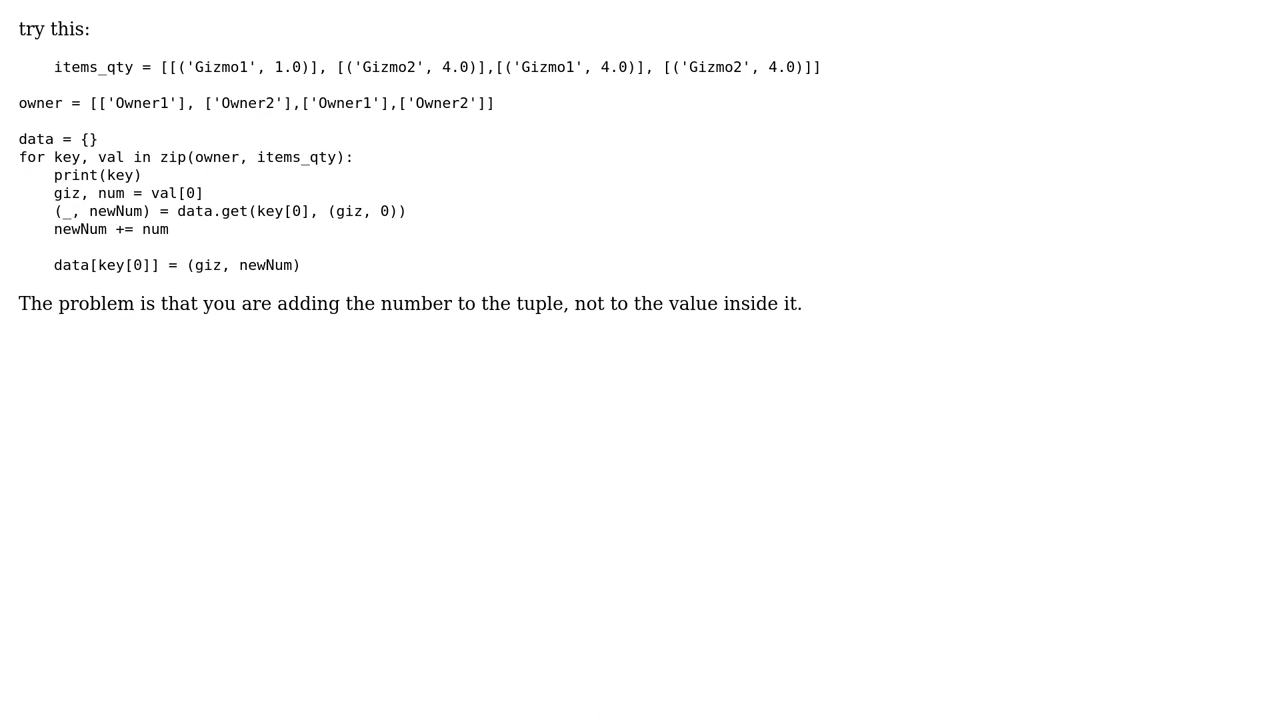 try this:
    items_qty = [[('Gizmo1', 1.0)], [('Gizmo2', 4.0)],[('Gizmo1', 4.0)], [('Gizmo2', 4.0)]]
owner = [['Owner1'], ['Owner2'],['Owner1'],['Owner2']]
data = {}
for key, val in zip(owner, items_qty):
    print(key)
    giz, num = val[0]
    (_, newNum) = data.get(key[0], (giz, 0))
    newNum += num
    data[key[0]] = (giz, newNum)
The problem is that you are adding the number to the tuple, not to the value inside it.